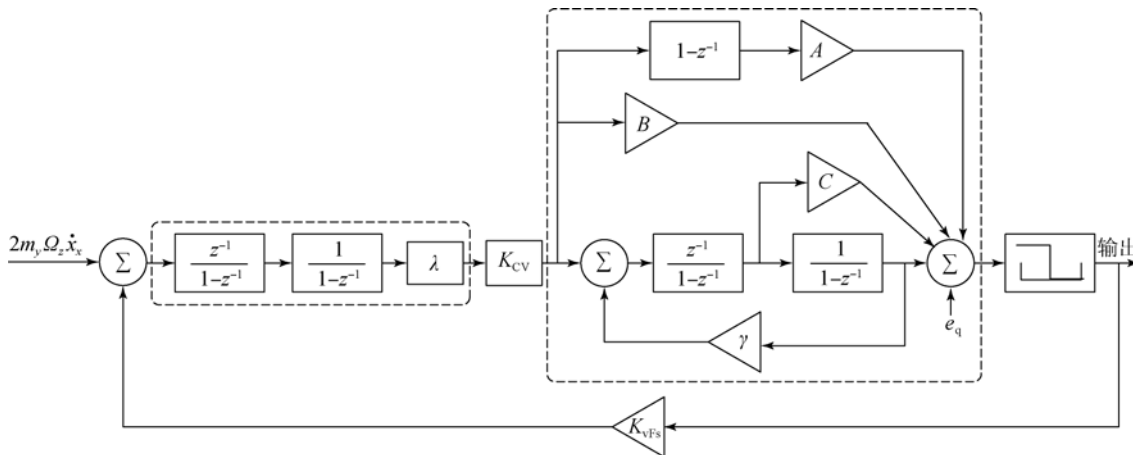 1−z⁻¹
A
B
C
2m_yΩ_zẋ_x
Σ
z⁻¹/1−z⁻¹
1/1−z⁻¹
λ
K_CV
Σ
z⁻¹/1−z⁻¹
1/1−z⁻¹
Σ
输出
e_q
γ
K_vFs